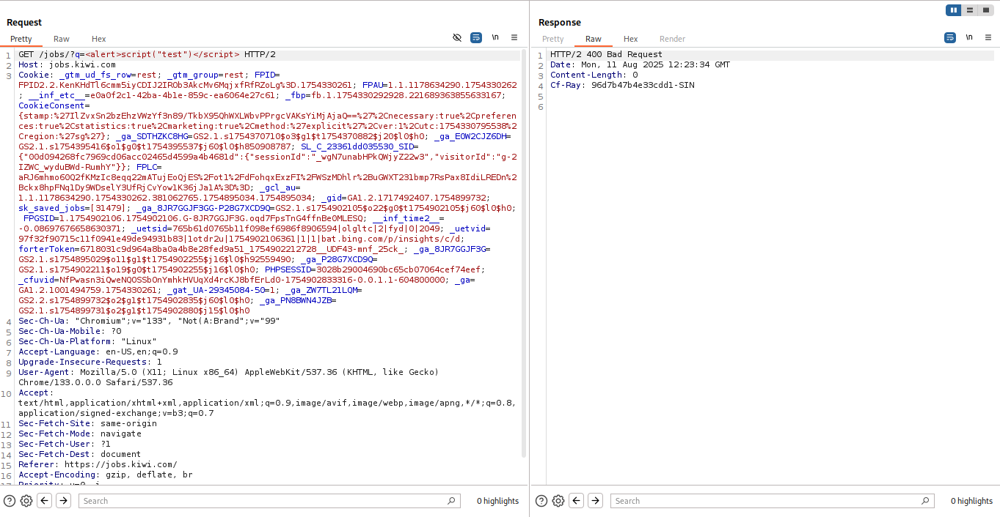 Request
Pretty Raw Hex \n
1 GET /jobs/?q=<alert>script("test")</script> HTTP/2
2 Host: jobs.kiwi.com
3 Cookie: _gtm_ud_fs_row=rest; _gtm_group=rest; FPID=
FPID2.2.KenKHdTl6cmm5iyCDIJ2IROb3AkcMv6MqjxfRfRZoLg%3D.1754330261; FPAU=1.1.1178634290.1754330262
; __inf_etc__=e0a0f2c1-42ba-4b1e-859c-ea6064e27c61; _fbp=fb.1.1754330292928.221689363855633167;
CookieConsent=
{stamp:%27IlZvxSn2bzEhzVWzYf3n89/TkbX95QhWXLWbvPPrgcVAKsYiMjAjaQ==%27%2Cnecessary:true%2Cpreferen
ces:true%2Cstatistics:true%2Cmarketing:true%2Cmethod:%27explicit%27%2Cver:1%2Cutc:1754330795538%2
Cregion:%27sg%27}; _ga_SDTHZKC8HG=GS2.1.s1754370710$o3$g1$t1754370882$j20$l0$h0; _ga_E0W2CJZ6DH=
GS2.1.s1754395416$o1$g0$t1754395537$j60$l0$h850908787; SL_C_23361dd035530_SID=
{"00d094268fc7969cd06acc02465d4599a4b4681d":{"sessionId":"_wgN7unabHPkQWjyZ22w3","visitorId":"g-2
IZWC_wyduBWd-RumhY"}}; FPLC=
aRJ6mhmo60Q2fKMzIc8eqq22mATujEoQjES%2Fot1%2FdFohqxExzFI%2FWSzMDhlr%2BuGWXT231bmp7RsPax8IdiLREDn%2
Bckx8hpFNq1Dy9WDselY3UfRjCvYow1K36jJa1A%3D%3D; _gcl_au=
1.1.1178634290.1754330262.381062765.1754895034.1754895034; _gid=GA1.2.1717492407.1754899732;
sk_saved_jobs=[31479]; _ga_8JR7GGJF3GG-P28G7XCD9Q=GS2.1.s1754902105$o22$g0$t1754902105$j60$l0$h0;
FPGSID=1.1754902106.1754902106.G-8JR7GGJF3G.oqd7FpsTnG4ffnBe0MLESQ; __inf_time2__=
-0.08697676658630371; _uetsid=765b61d0765b11f098ef6986f8906594|olgltc|2|fyd|0|2049; _uetvid=
97f32f90715c11f0941e49de94931b83|1otdr2u|1754902106361|1|1|bat.bing.com/p/insights/c/d;
forterToken=6718031c9d964a8ba0a4b8e28fed9a51_1754902212728__UDF43-mnf_25ck_; _ga_8JR7GGJF3G=
GS2.1.s1754895029$o11$g1$t1754902255$j16$l0$h92559490; _ga_P28G7XCD9Q=
GS2.1.s1754902211$o19$g0$t1754902255$j16$l0$h0; PHPSESSID=3028b29004690bc65cb07064cef74eef;
_cfuvid=NfPwasn3iQweNQOSSbOnYmhkHVUqXd4rcKJ8bfErLd0-1754902833316-0.0.1.1-604800000; _ga=
GA1.2.1001494759.1754330261; _gat_UA-29345084-50=1; _ga_ZW7TL21LQM=
GS2.2.s1754899732$o2$g1$t1754902835$j60$l0$h0; _ga_PN8BWN4JZB=
GS2.1.s1754899731$o2$g1$t1754902880$j15$l0$h0
4 Sec-Ch-Ua: "Chromium";v="133", "Not(A:Brand";v="99"
5 Sec-Ch-Ua-Mobile: ?0
6 Sec-Ch-Ua-Platform: "Linux"
7 Accept-Language: en-US,en;q=0.9
8 Upgrade-Insecure-Requests: 1
9 User-Agent: Mozilla/5.0 (X11; Linux x86_64) AppleWebKit/537.36 (KHTML, like Gecko)
Chrome/133.0.0.0 Safari/537.36
10 Accept:
text/html,application/xhtml+xml,application/xml;q=0.9,image/avif,image/webp,image/apng,*/*;q=0.8,
application/signed-exchange;v=b3;q=0.7
11 Sec-Fetch-Site: same-origin
12 Sec-Fetch-Mode: navigate
13 Sec-Fetch-User: ?1
14 Sec-Fetch-Dest: document
15 Referer: https://jobs.kiwi.com/
16 Accept-Encoding: gzip, deflate, br
Search 0 highlights
Response
Pretty Raw Hex Render \n
1 HTTP/2 400 Bad Request
2 Date: Mon, 11 Aug 2025 12:23:34 GMT
3 Content-Length: 0
4 Cf-Ray: 96d7b47b4e33cdd1-SIN
5
6
Search 0 highlights